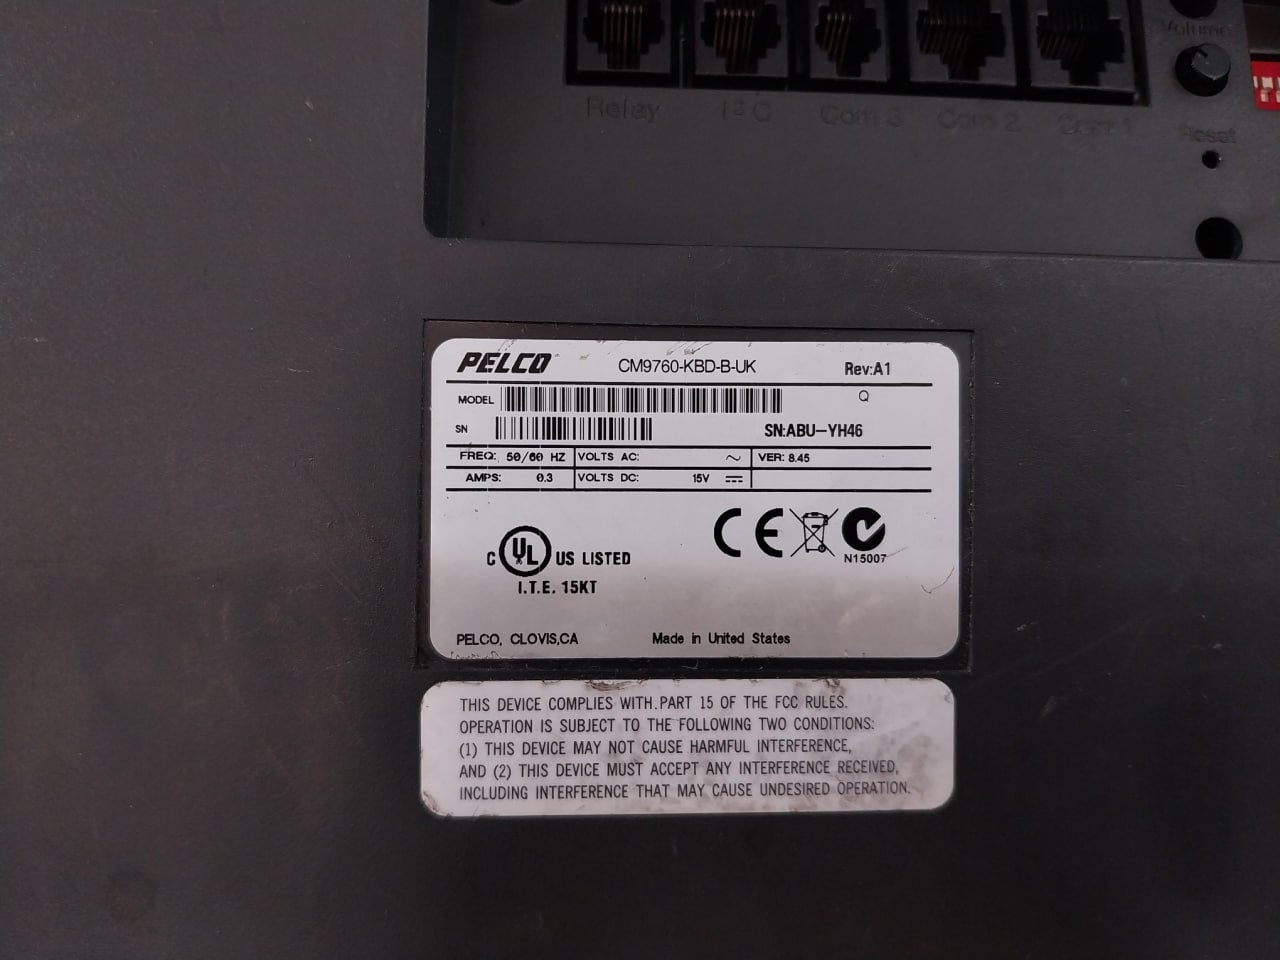 Volume
Relay I²C Com 3 Com 2 Com 1
Reset
PELCO CM9760-KBD-B-UK Rev:A1
MODEL Q
SN SN:ABU-YH46
FREQ: 50/60 HZ VOLTS AC: ~ VER: 8.45
AMPS: 0.3 VOLTS DC: 15V
CE
N15007
C UL US LISTED
I.T.E. 15KT
PELCO, CLOVIS,CA Made in United States
THIS DEVICE COMPLIES WITH.PART 15 OF THE FCC RULES.
OPERATION IS SUBJECT TO THE FOLLOWING TWO CONDITIONS:
(1) THIS DEVICE MAY NOT CAUSE HARMFUL INTERFERENCE,
AND (2) THIS DEVICE MUST ACCEPT ANY INTERFERENCE RECEIVED,
INCLUDING INTERFERENCE THAT MAY CAUSE UNDESIRED OPERATION.